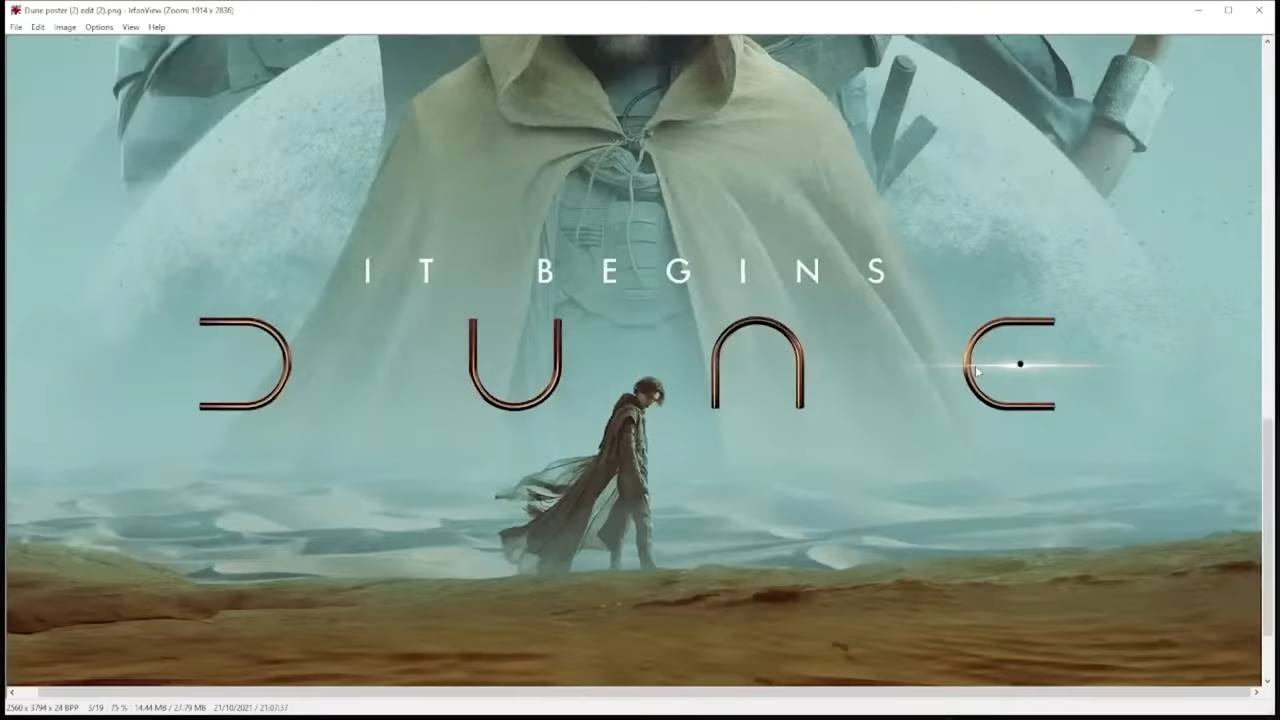 Dune poster (2) edit (2).png - IrfanView (Zoom: 1914 x 2836)
File Edit Image Options View Help
IT BEGINS
DUNE
2560 x 3794 x 24 BPP 3/19 75 % 14.44 MB / 27.79 MB 21/10/2021 / 21:07:37